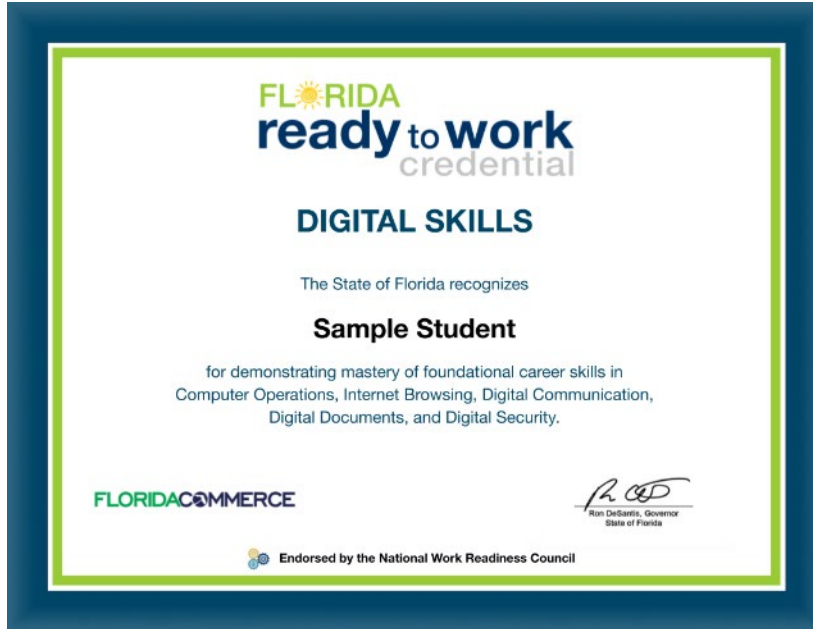 FLORIDA
ready to work
credential
DIGITAL SKILLS
The State of Florida recognizes
Sample Student
for demonstrating mastery of foundational career skills in
Computer Operations, Internet Browsing, Digital Communication,
Digital Documents, and Digital Security.
FLORIDACOMMERCE
Ron DeSantis, Governor
State of Florida
Endorsed by the National Work Readiness Council